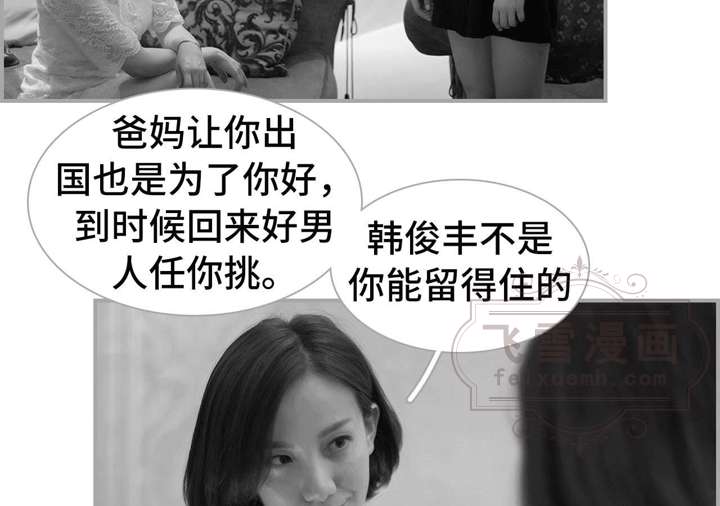 爸妈让你出
国也是为了你好，
到时候回来好男
人任你挑。
韩俊丰不是
你能留得住的
飞雪漫画
feixuemh.com